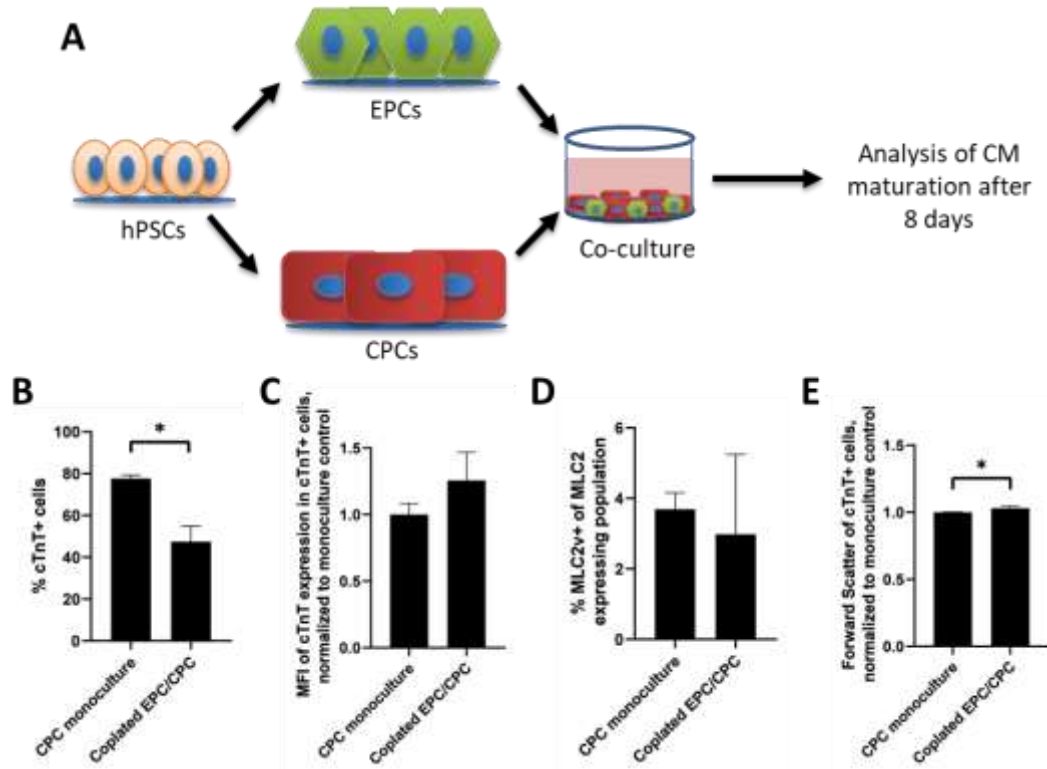 A
EPCs
hPSCs
CPCs
Co-culture
Analysis of CM
maturation after
8 days
B
% cTnT+ cells
100
80
60
40
20
0
*
CPC monoculture
Coplated EPC/CPC
C
MFI of cTnT expression in cTnT+ cells,
normalized to monoculture control
1.5
1.0
0.5
0.0
CPC monoculture
Coplated EPC/CPC
D
% MLC2v+ of MLC2
expressing population
6
4
2
0
CPC monoculture
Coplated EPC/CPC
E
Forward Scatter of cTnT+ cells,
normalized to monoculture control
1.5
1.0
0.5
0.0
*
CPC monoculture
Coplated EPC/CPC